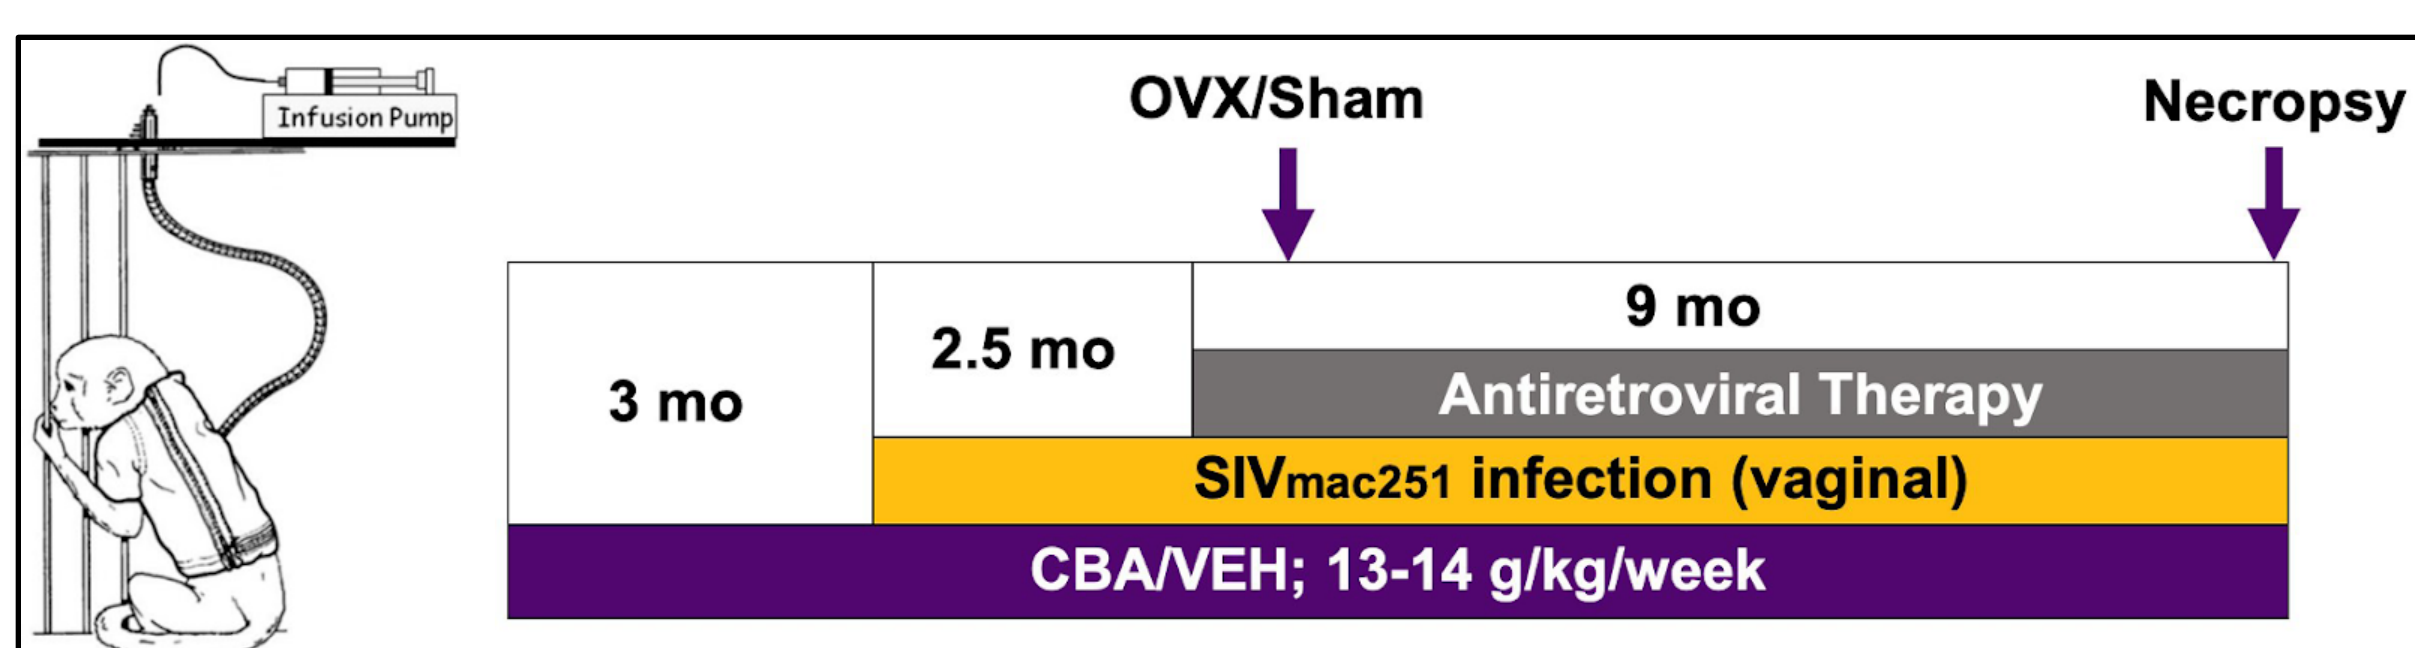 Infusion Pump
OVX/Sham
Necropsy
3 mo
2.5 mo
9 mo
Antiretroviral Therapy
SIVmac251 infection (vaginal)
CBA/VEH; 13-14 g/kg/week